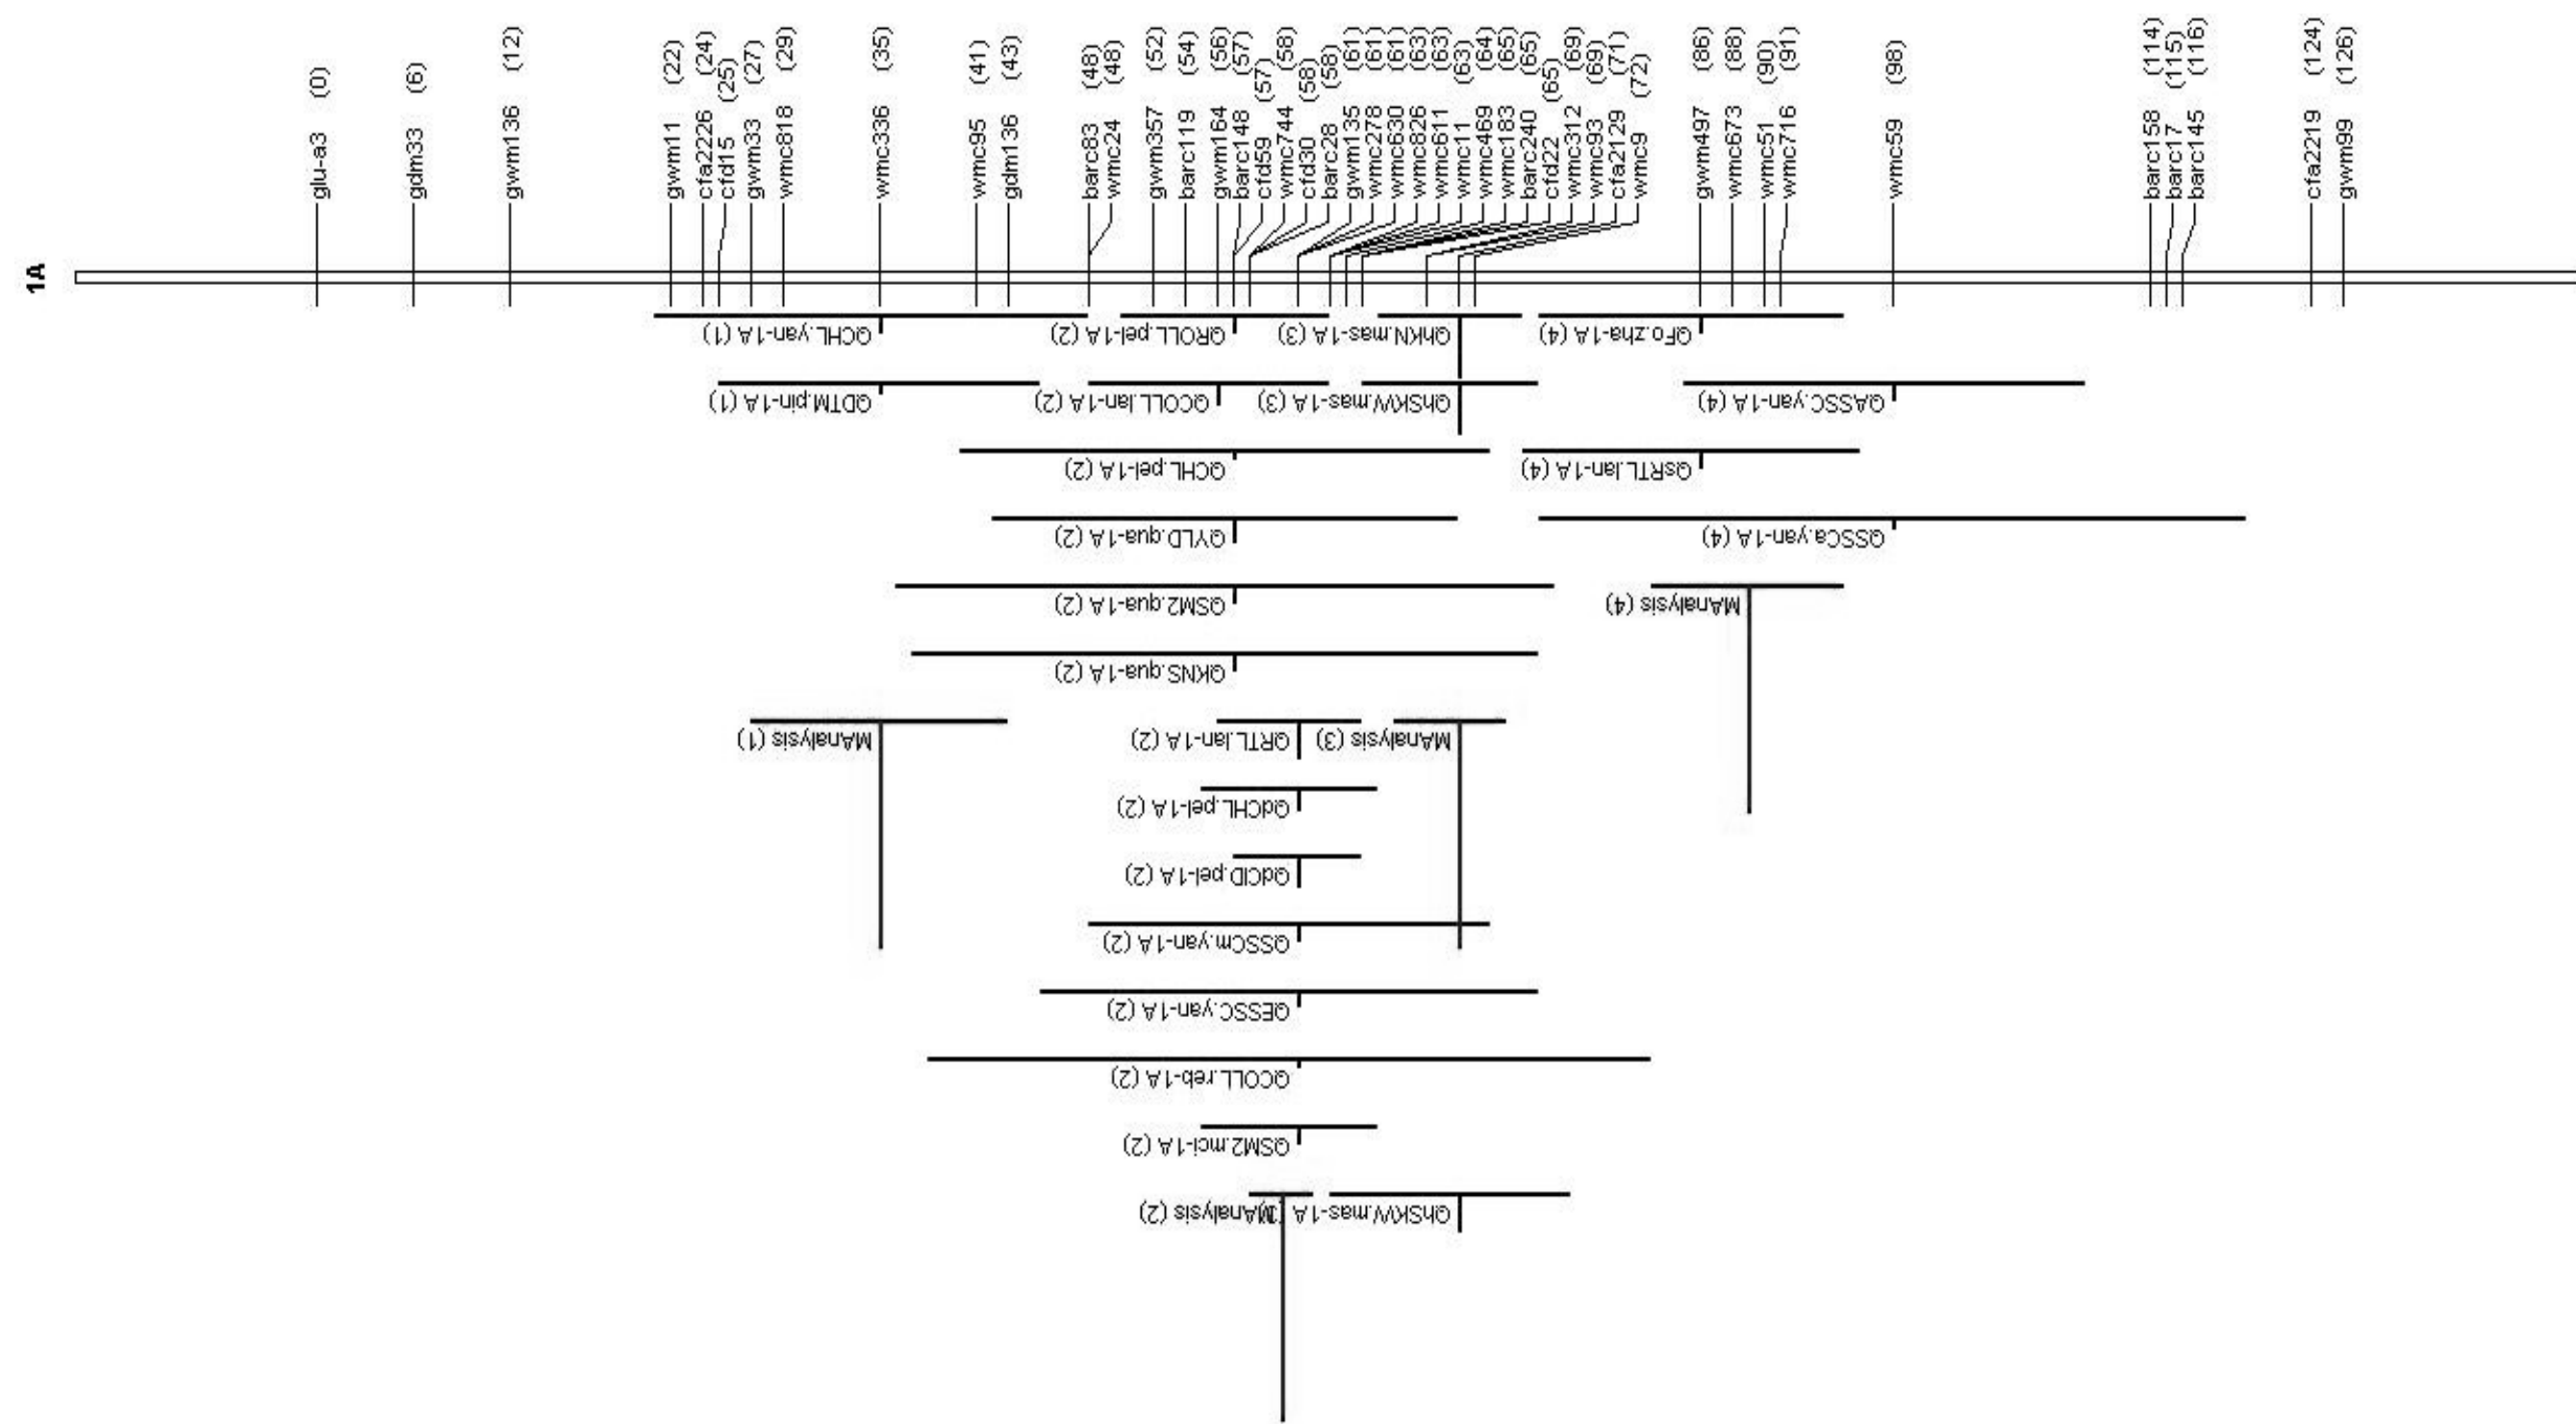 1A
glu-a3 (0)
gdm33 (6)
gwm136 (12)
gwm11 (22)
cfa2226 (24)
cfd15 (25)
gwm33 (27)
wmc818 (29)
wmc336 (35)
wmc95 (41)
gdm136 (43)
barc83 (48)
wmc24 (48)
gwm357 (52)
barc119 (54)
gwm164 (56)
barc148 (57)
cfd59 (57)
wmc744 (58)
cfd30 (58)
barc28 (58)
gwm135 (61)
wmc278 (61)
wmc630 (61)
wmc826 (63)
wmc611 (63)
wmc11 (63)
wmc469 (64)
wmc183 (65)
barc240 (65)
cfd22 (65)
wmc312 (69)
wmc93 (69)
cfa2129 (71)
wmc9 (72)
gwm497 (86)
wmc673 (88)
wmc51 (90)
wmc716 (91)
wmc59 (98)
barc158 (114)
barc17 (115)
barc145 (116)
cfa2219 (124)
gwm99 (126)
QCHL.yan-1A (1)
QROLL.pel-1A (2)
QhKN.mas-1A (3)
QFo.zha-1A (4)
QDTM.pin-1A (1)
QCOLL.lan-1A (2)
QhSKW.mas-1A (3)
QASSC.yan-1A (4)
QCHL.pel-1A (2)
QsRTL.lan-1A (4)
QYLD.qua-1A (2)
QSSCa.yan-1A (4)
QSM2.qua-1A (2)
MAnalysis (4)
QKNS.qua-1A (2)
MAnalysis (1)
QRTL.lan-1A (2)
MAnalysis (3)
QdCHL.pel-1A (2)
QdCID.pel-1A (2)
QSSCm.yan-1A (2)
QESSC.yan-1A (2)
QCOLL.reb-1A (2)
QSM2.mci-1A (2)
MAnalysis (2)
QhSKW.mas-1A